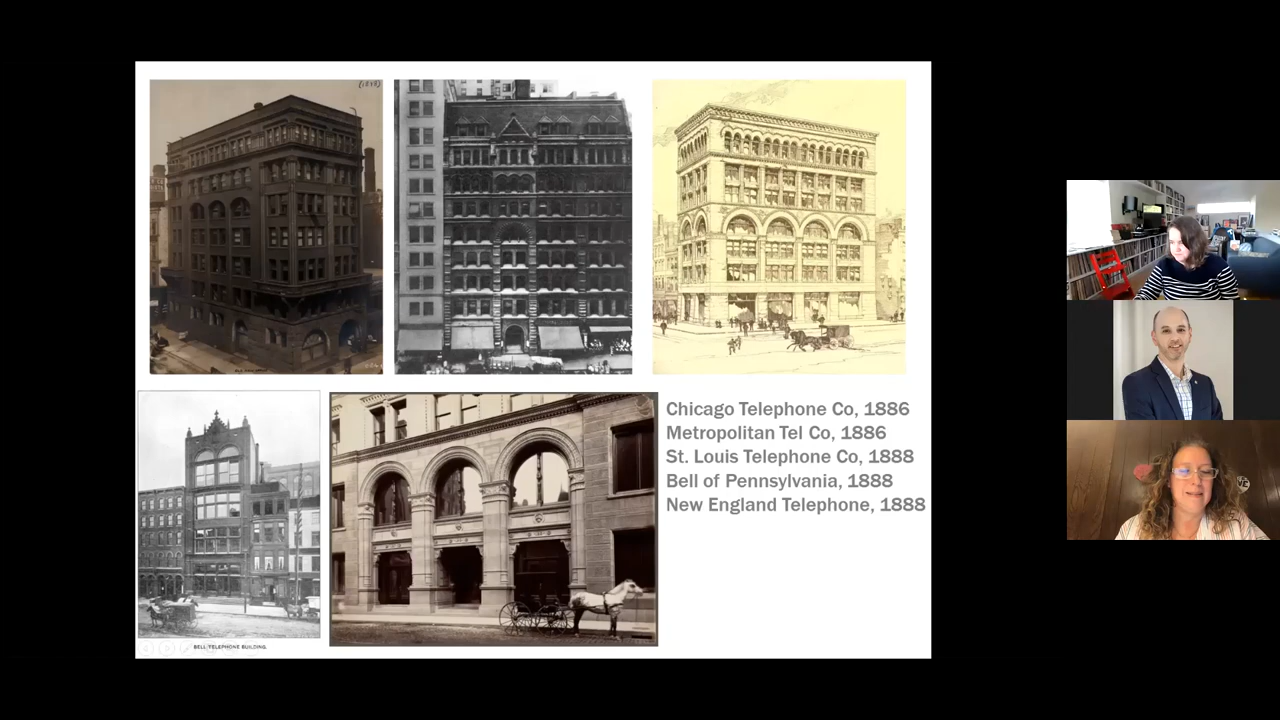 Chicago Telephone Co, 1886
Metropolitan Tel Co, 1886
St. Louis Telephone Co, 1888
Bell of Pennsylvania, 1888
New England Telephone, 1888
BELL TELEPHONE BUILDING.